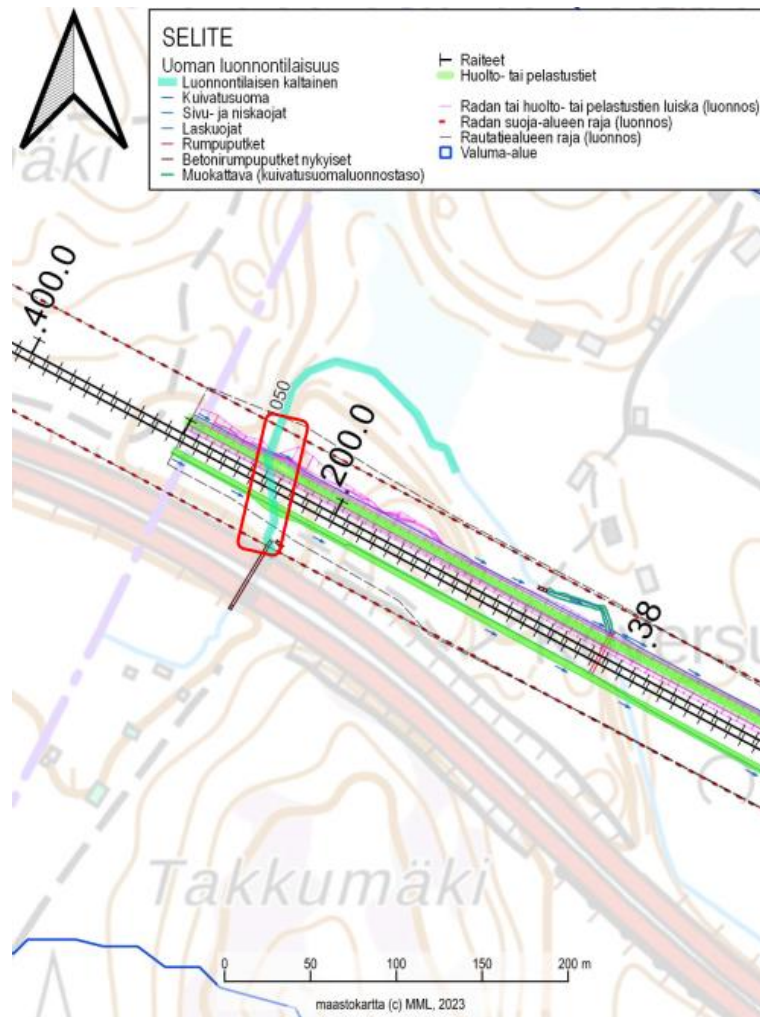 SELITE
Uoman luonnontilaisuus
Luonnontilaisen kaltainen
Kuivatusuoma
Sivu- ja niskaojat
Laskuojat
Rumpuputket
Betonirumpuputket nykyiset
Muokattava (kuivatusuomaluonnostaso)
Raiteet
Huolto- tai pelastustiet
Radan tai huolto- tai pelastustien luiska (luonnos)
Radan suoja-alueen raja (luonnos)
Rautatiealueen raja (luonnos)
Valuma-alue
.400.0
050
.200.0
.38
Takkumäki
0 50 100 150 200 m
maastokartta (c) MML, 2023